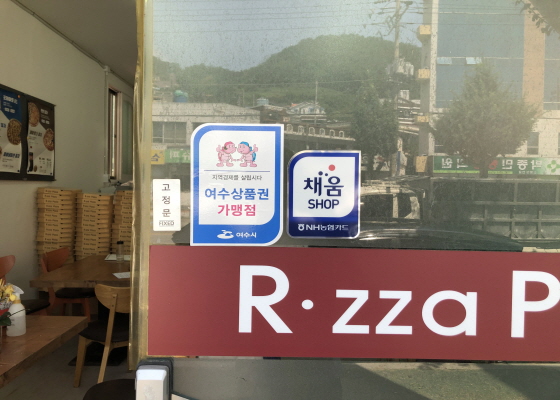 지역경제를 살립시다
여수상품권
가맹점
여수시
채움
SHOP
NH농협카드
고
정
문
FIXED
R·zza P